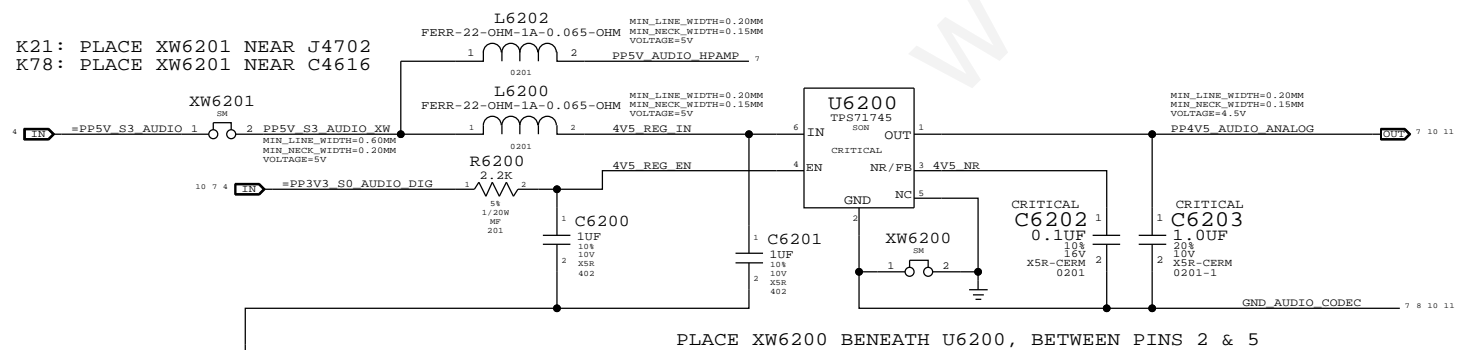 K21: PLACE XW6201 NEAR J4702
K78: PLACE XW6201 NEAR C4616
L6202
FERR-22-OHM-1A-0.065-OHM
MIN_LINE_WIDTH=0.20MM
MIN_NECK_WIDTH=0.15MM
VOLTAGE=5V
1 2 PP5V_AUDIO_HPAMP 7
0201
L6200
FERR-22-OHM-1A-0.065-OHM
MIN_LINE_WIDTH=0.20MM
MIN_NECK_WIDTH=0.15MM
VOLTAGE=5V
XW6201
SM
4 IN =PP5V_S3_AUDIO 1 2 PP5V_S3_AUDIO_XW
MIN_LINE_WIDTH=0.60MM
MIN_NECK_WIDTH=0.20MM
VOLTAGE=5V
1 2 4V5_REG_IN
0201
U6200
TPS71745
SON
CRITICAL
6 IN
OUT 1
4 EN
NR/FB 3 4V5_NR
NC 5
GND
2
MIN_LINE_WIDTH=0.20MM
MIN_NECK_WIDTH=0.15MM
VOLTAGE=4.5V
PP4V5_AUDIO_ANALOG OUT 7 10 11
R6200
2.2K
10 7 4 IN =PP3V3_S0_AUDIO_DIG 1 2
5%
1/20W
MF
201
4V5_REG_EN
1 C6200
1UF
10%
10V
2 X5R
402
1 C6201
1UF
10%
10V
2 X5R
402
XW6200
SM
1 2
CRITICAL
C6202 1
0.1UF
10%
16V
X5R-CERM 2
0201
CRITICAL
1 C6203
1.0UF
20%
10V
2 X5R-CERM
0201-1
GND_AUDIO_CODEC 7 8 10 11
PLACE XW6200 BENEATH U6200, BETWEEN PINS 2 & 5
W